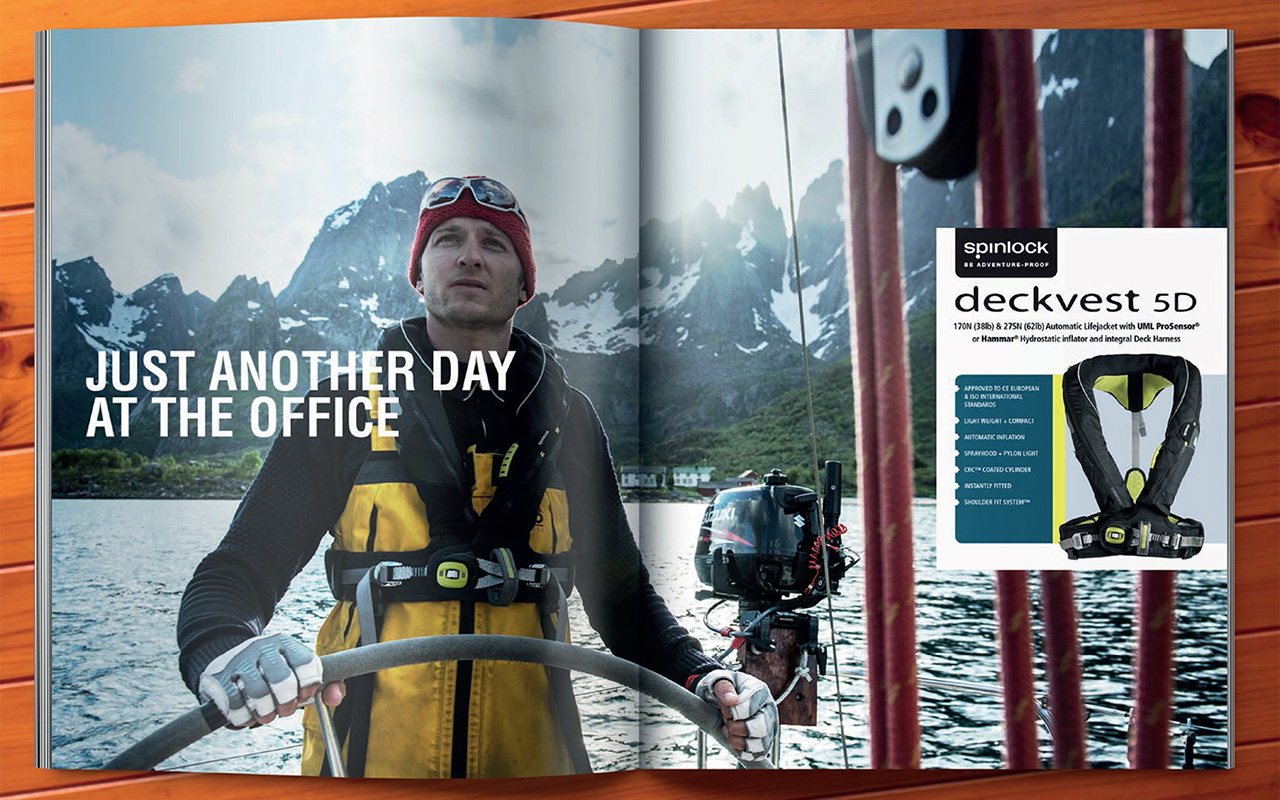 JUST ANOTHER DAY
AT THE OFFICE
SUZUKI
spinlock
BE ADVENTURE-PROOF
deckvest 5D
170N (38lb) & 275N (62lb) Automatic Lifejacket with UML ProSensor®
or Hammar® Hydrostatic inflator and integral Deck Harness
APPROVED TO CE EUROPEAN
& ISO INTERNATIONAL
STANDARDS
LIGHT WEIGHT + COMPACT
AUTOMATIC INFLATION
SPRAYHOOD + PYLON LIGHT
CRC™ COATED CYLINDER
INSTANTLY FITTED
SHOULDER FIT SYSTEM™